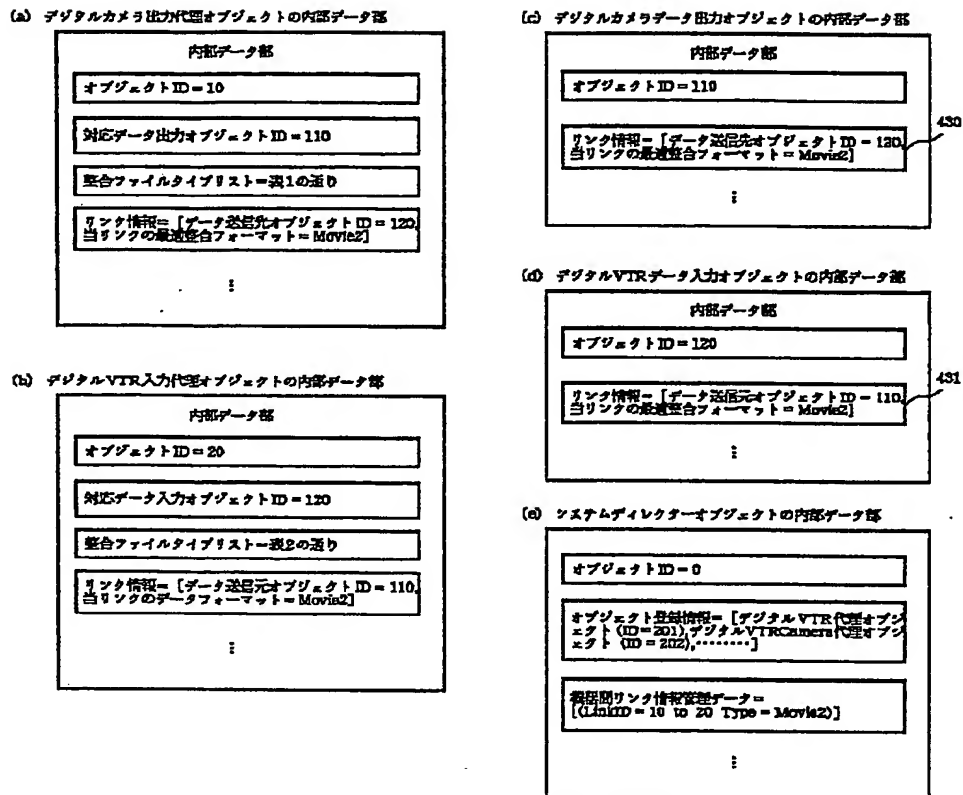 (a) デジタルカメラ出力代理オブジェクトの内部データ部
内部データ部
オブジェクトID=10
対応データ出力オブジェクトID=110
整合ファイルタイプリスト=表1の通り
リンク情報=[データ送信先オブジェクトID=120,
当リンクの最適整合フォーマット=Movie2]
⋮
(b) デジタルVTR入力代理オブジェクトの内部データ部
内部データ部
オブジェクトID=20
対応データ入力オブジェクトID=120
整合ファイルタイプリスト=表2の通り
リンク情報=[データ送信元オブジェクトID=110,
当リンクのデータフォーマット=Movie2]
⋮
(c) デジタルカメラデータ出力オブジェクトの内部データ部
内部データ部
オブジェクトID=110
430
リンク情報=[データ送信先オブジェクトID=120,
当リンクの最適整合フォーマット=Movie2]
⋮
(d) デジタルVTRデータ入力オブジェクトの内部データ部
内部データ部
オブジェクトID=120
431
リンク情報=[データ送信元オブジェクトID=110,
当リンクの最適整合フォーマット=Movie2]
⋮
(e) システムディレクターオブジェクトの内部データ部
オブジェクトID=0
オブジェクト登録情報=[デジタルVTR代理オブジ
ェクト(ID=201),デジタルVTRCamera代理オブジ
ェクト(ID=202),………]
機器間リンク情報管理データ=
[(LinkID=10 to 20 Type=Movie2)]
⋮